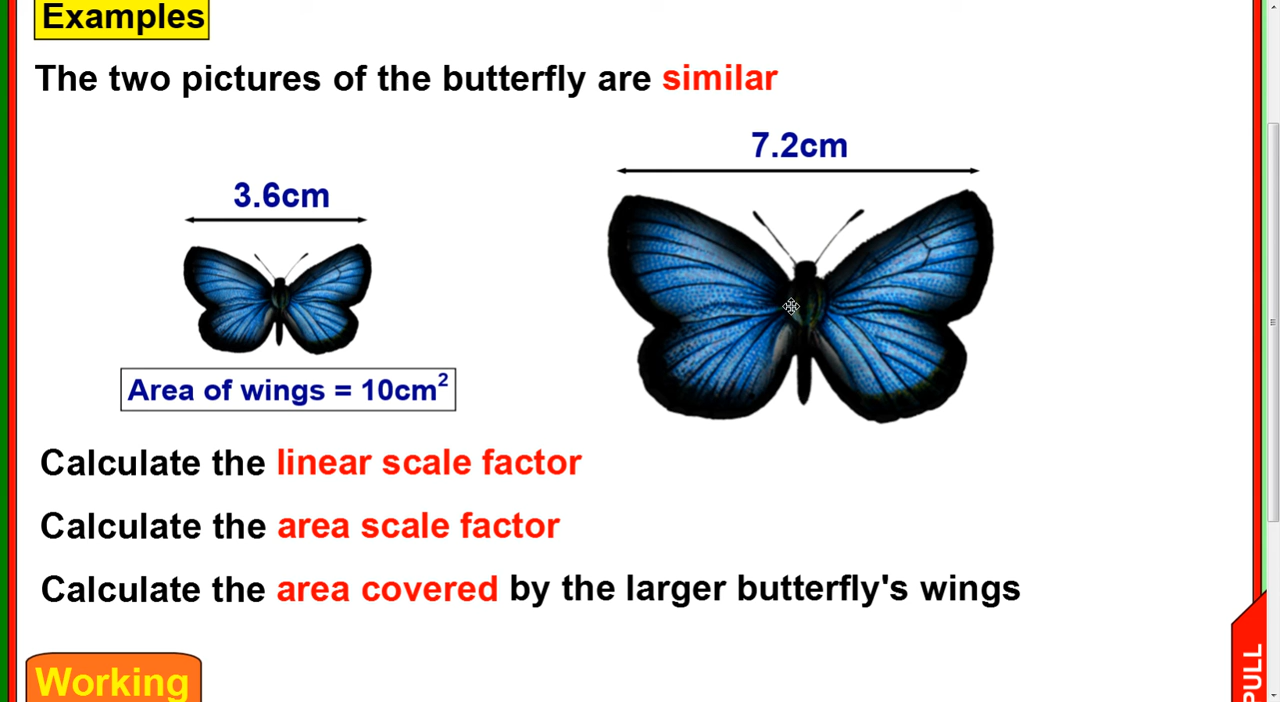 Examples
The two pictures of the butterfly are similar
7.2cm
3.6cm
Area of wings = 10cm²
Calculate the linear scale factor
Calculate the area scale factor
Calculate the area covered by the larger butterfly's wings
Working
PULL